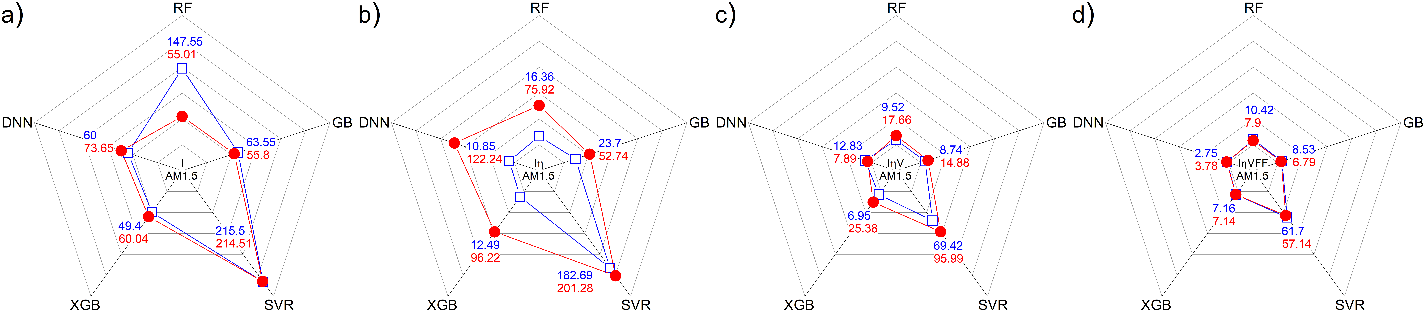 a)
RF
147.55
55.01
DNN
60
73.65
63.55
55.8
GB
I
AM1.5
49.4
60.04
215.5
214.51
XGB
SVR
b)
RF
16.36
75.92
DNN
10.85
122.24
23.7
52.74
GB
Iη
AM1.5
12.49
96.22
182.69
201.28
XGB
SVR
c)
RF
9.52
17.66
DNN
12.83
7.89
8.74
14.88
GB
IηV
AM1.5
6.95
25.38
69.42
95.99
XGB
SVR
d)
RF
10.42
7.9
DNN
2.75
3.78
8.53
6.79
GB
IηVFF
AM1.5
7.16
7.14
61.7
57.14
XGB
SVR